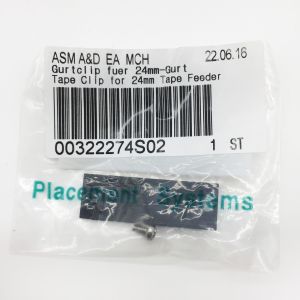 ASM A&D EA MCH 22.06.16
Gurtclip fuer 24mm-Gurt
Tape Clip for 24mm Tape Feeder
00322274S02 1 ST
Placement Systems